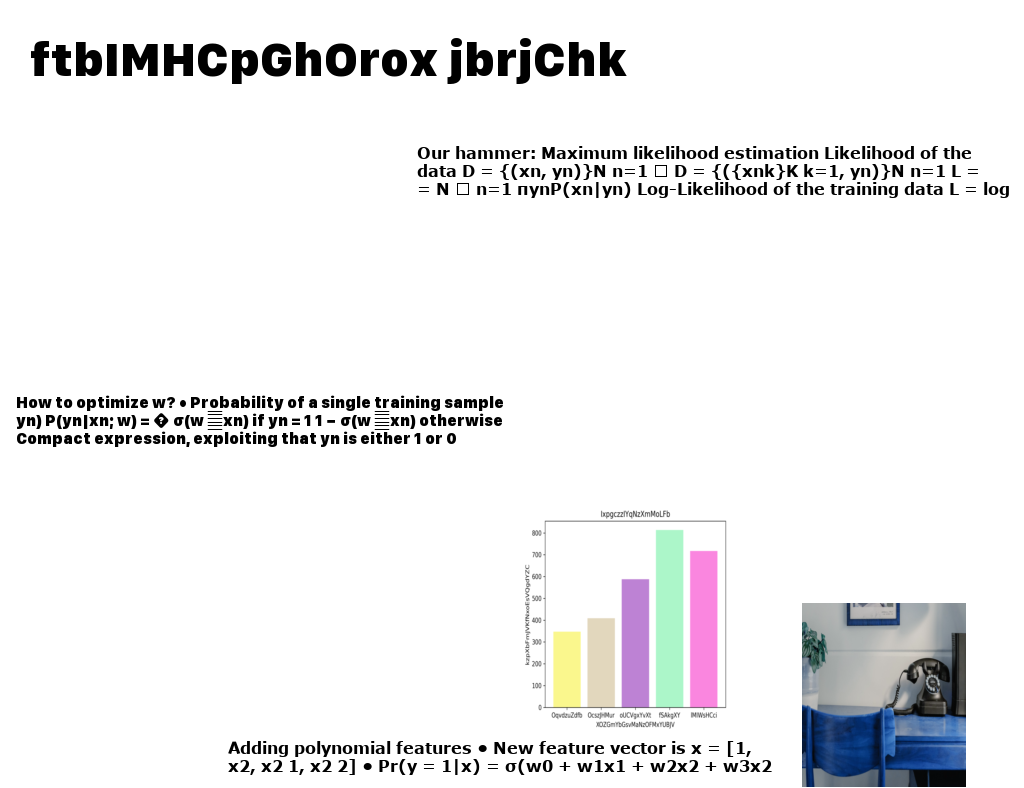 ftbIMHCpGhOrox jbrjChk
Our hammer: Maximum likelihood estimation Likelihood of the
data D = {(xn, yn)}N n=1 □ D = {({xnk}K k=1, yn)}N n=1 L =
= N □ n=1 πynP(xn|yn) Log-Likelihood of the training data L = log
How to optimize w? • Probability of a single training sample
yn) P(yn|xn; w) = � σ(w 𝄚xn) if yn = 1 1 − σ(w 𝄚xn) otherwise
Compact expression, exploiting that yn is either 1 or 0
IxpgczzIYqNzXmMoLFb
800
700
600
500
400
300
200
100
0
kzpXbFmjVKfNxoEsVQgdYZC
OqvdzuZdfb OcszJHMur oUCVgxYvXt fSAkgXY IMIWsHCci
XOZGmYbGsvMaNzOFMxYUBJV
Adding polynomial features • New feature vector is x = [1,
x2, x2 1, x2 2] • Pr(y = 1|x) = σ(w0 + w1x1 + w2x2 + w3x2